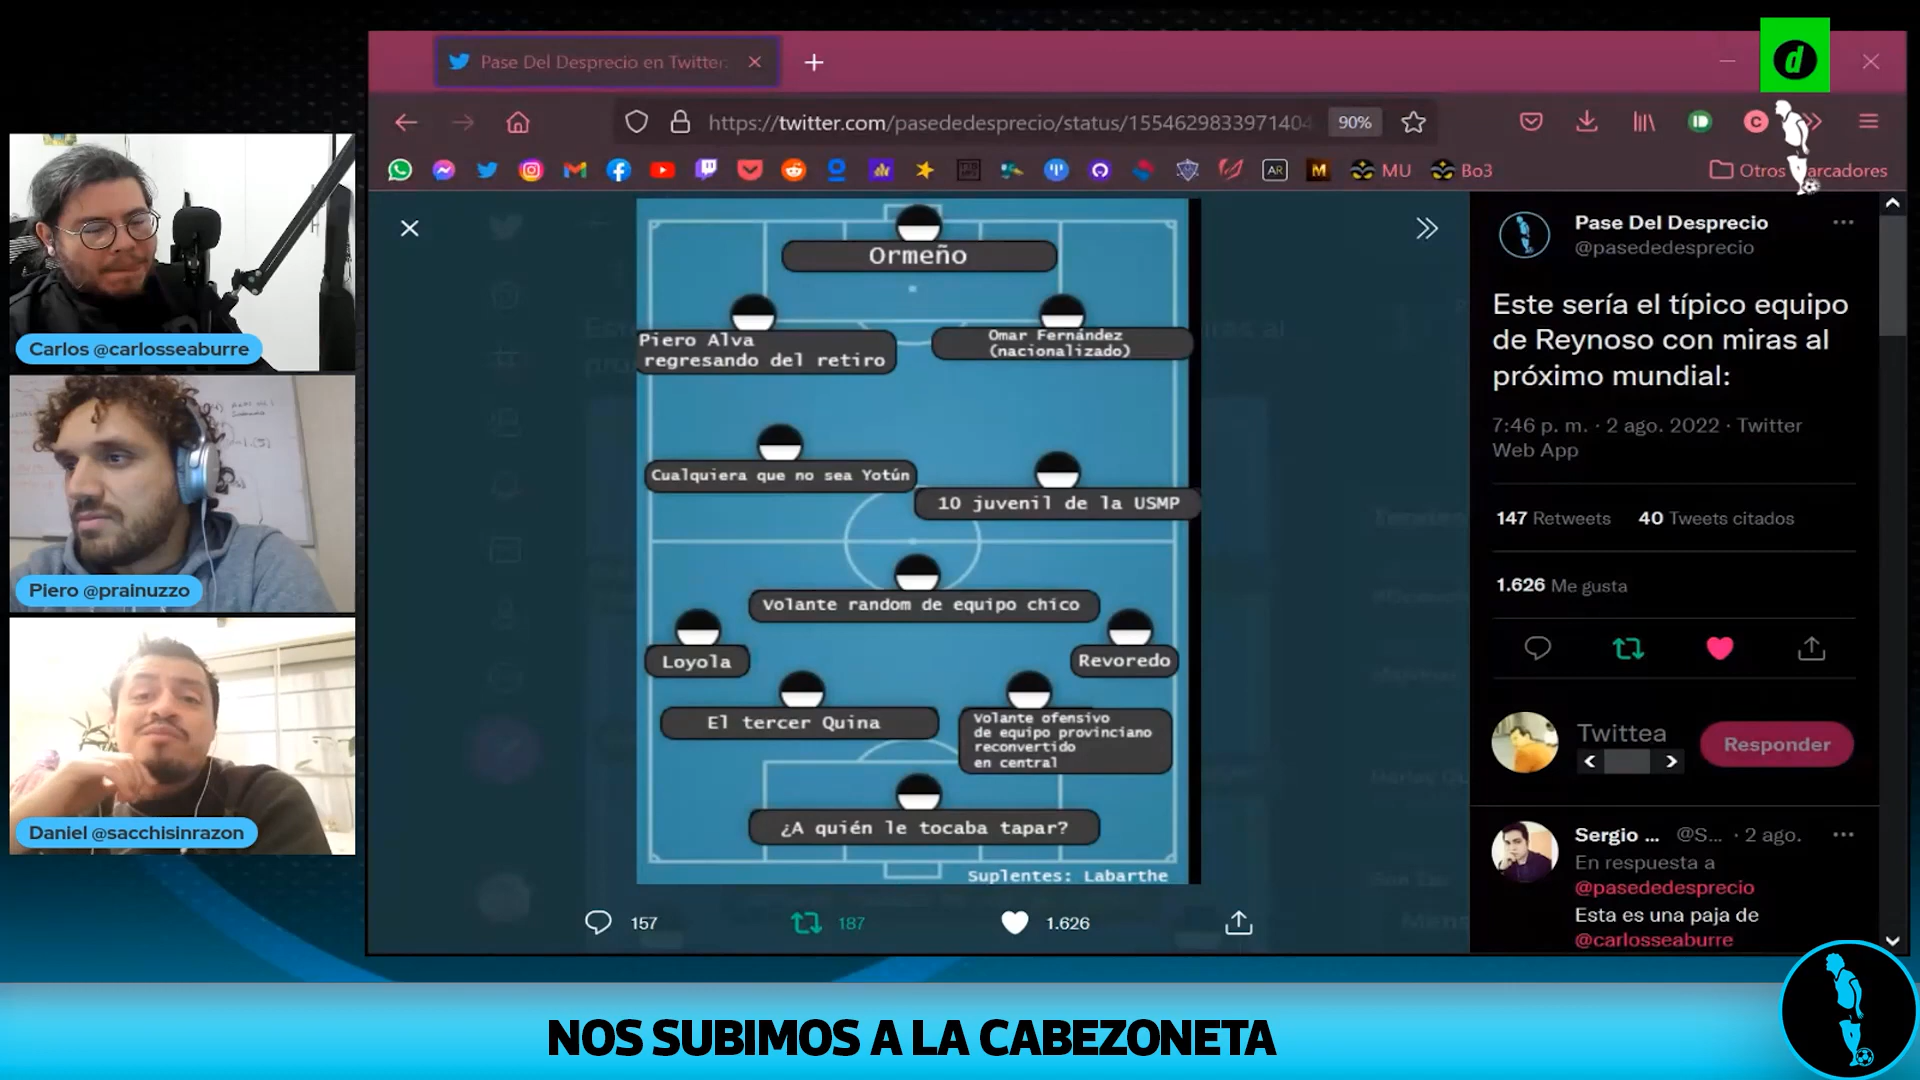 Pase Del Desprecio en Twitter:
d
https://twitter.com/pasededesprecio/status/1554629833971404
90%
AR
M
MU
Bo3
Otros
arcadores
Carlos @carlosseaburre
Piero @prainuzzo
Daniel @sacchisinrazon
Ormeño
Piero Alva
regresando del retiro
Omar Fernández
(nacionalizado)
Cualquiera que no sea Yotún
10 juvenil de la USMP
Volante random de equipo chico
Loyola
Revoredo
El tercer Quina
Volante ofensivo
de equipo provinciano
reconvertido
en central
¿A quién le tocaba tapar?
Suplentes: Labarthe
157
187
1.626
Pase Del Desprecio
@pasededesprecio
Este sería el típico equipo
de Reynoso con miras al
próximo mundial:
7:46 p. m. · 2 ago. 2022 · Twitter
Web App
147 Retweets 40 Tweets citados
1.626 Me gusta
Twittea
Responder
Sergio ... @S... · 2 ago.
En respuesta a
@pasededesprecio
Esta es una paja de
@carlosseaburre
NOS SUBIMOS A LA CABEZONETA